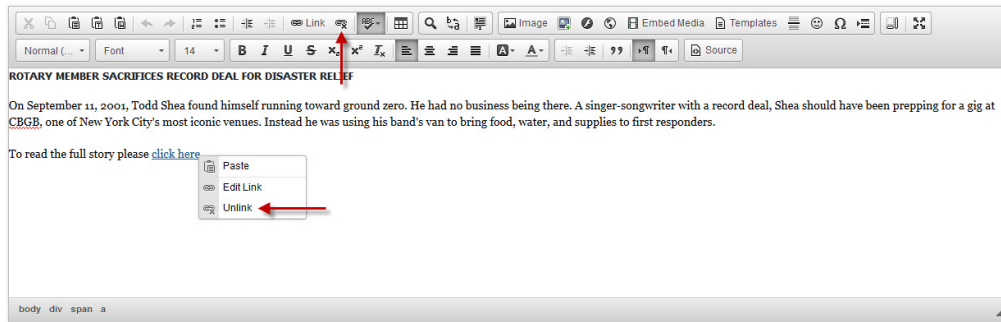 Link Image Embed Media Templates
Normal (... Font 14 B I U S x₂ x² Iₓ A A Source
ROTARY MEMBER SACRIFICES RECORD DEAL FOR DISASTER RELIEF
On September 11, 2001, Todd Shea found himself running toward ground zero. He had no business being there. A singer-songwriter with a record deal, Shea should have been prepping for a gig at
CBGB, one of New York City's most iconic venues. Instead he was using his band's van to bring food, water, and supplies to first responders.
To read the full story please click here
Paste
Edit Link
Unlink
body div span a